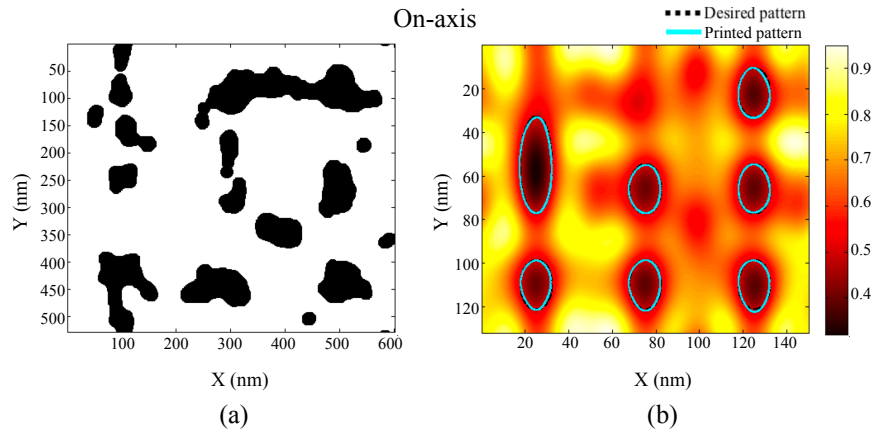 On-axis
Desired pattern
Printed pattern
50
100
150
200
250
300
350
400
450
500
Y (nm)
100 200 300 400 500 600
X (nm)
(a)
20
40
60
80
100
120
Y (nm)
20 40 60 80 100 120 140
X (nm)
(b)
0.9
0.8
0.7
0.6
0.5
0.4